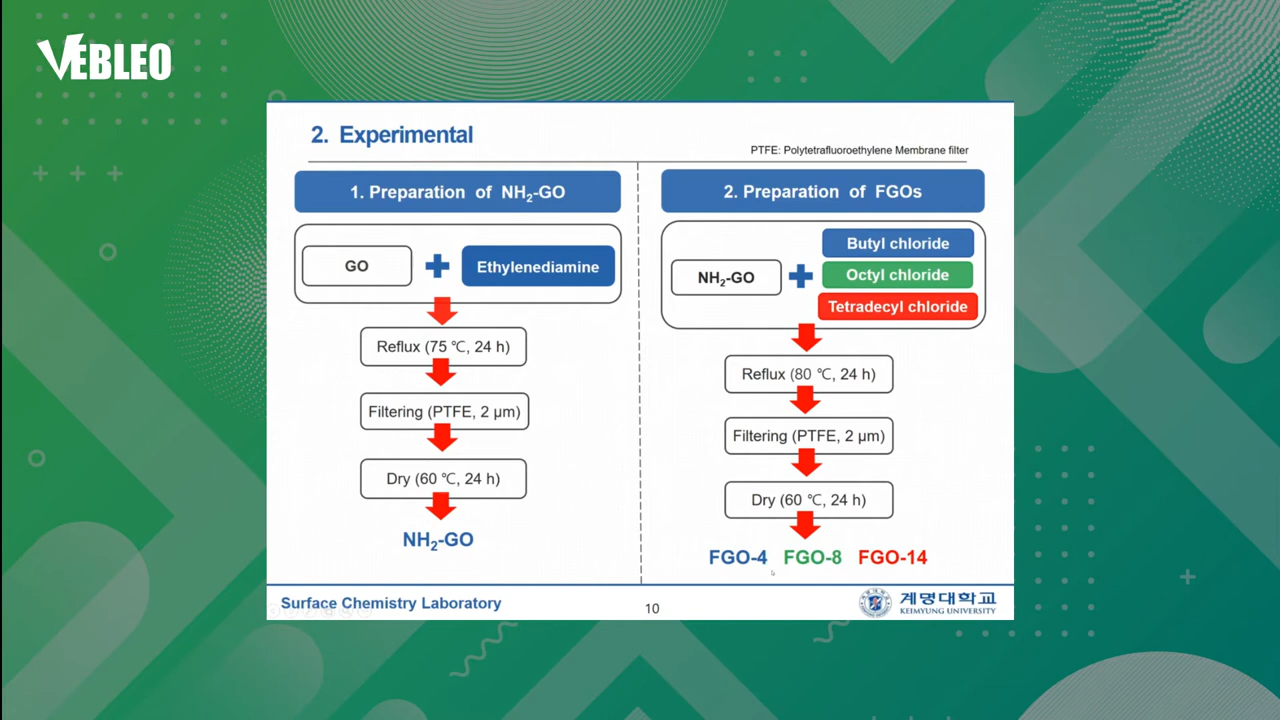 VEBLEO
2. Experimental
PTFE: Polytetrafluoroethylene Membrane filter
1. Preparation of NH2-GO
GO
Ethylenediamine
Reflux (75 ℃, 24 h)
Filtering (PTFE, 2 μm)
Dry (60 ℃, 24 h)
NH2-GO
2. Preparation of FGOs
NH2-GO
Butyl chloride
Octyl chloride
Tetradecyl chloride
Reflux (80 ℃, 24 h)
Filtering (PTFE, 2 μm)
Dry (60 ℃, 24 h)
FGO-4 FGO-8 FGO-14
Surface Chemistry Laboratory
10
계명대학교
KEIMYUNG UNIVERSITY